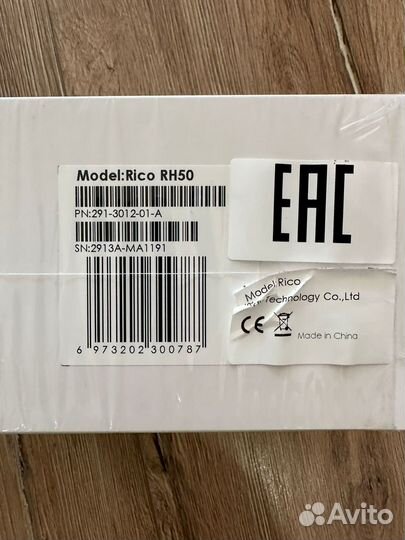 Model:Rico RH50
PN:291-3012-01-A
SN:2913A-MA1191
6 973202 300787
EAC
Model:Rico
Technology Co.,Ltd
CE
Made in China
Avito